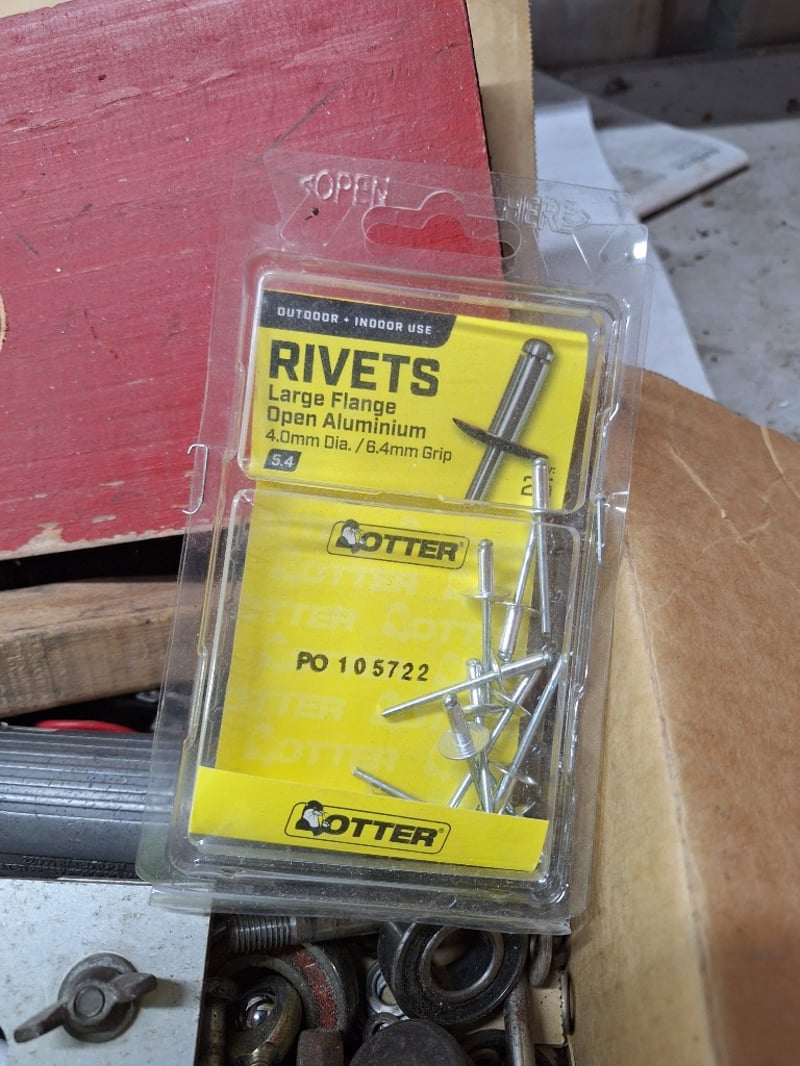 OPEN HERE
OUTDOOR + INDOOR USE
RIVETS
Large Flange
Open Aluminium
4.0mm Dia. / 6.4mm Grip
5.4
OTTER
PO 105722
OTTER